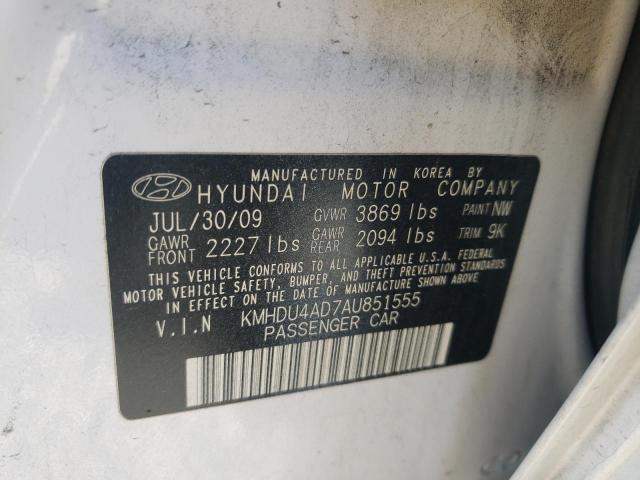 MANUFACTURED IN KOREA BY
HYUNDAI MOTOR COMPANY
JUL/30/09 GVWR 3869 lbs PAINT NW
GAWR FRONT 2227 lbs GAWR REAR 2094 lbs TRIM 9K
THIS VEHICLE CONFORMS TO ALL APPLICABLE U.S.A. FEDERAL
MOTOR VEHICLE SAFETY, BUMPER, AND THEFT PREVENTION STANDARDS
IN EFFECT ON THE DATE OF MANUFACTURE SHOWN ABOVE.
V.I.N KMHDU4AD7AU851555
PASSENGER CAR